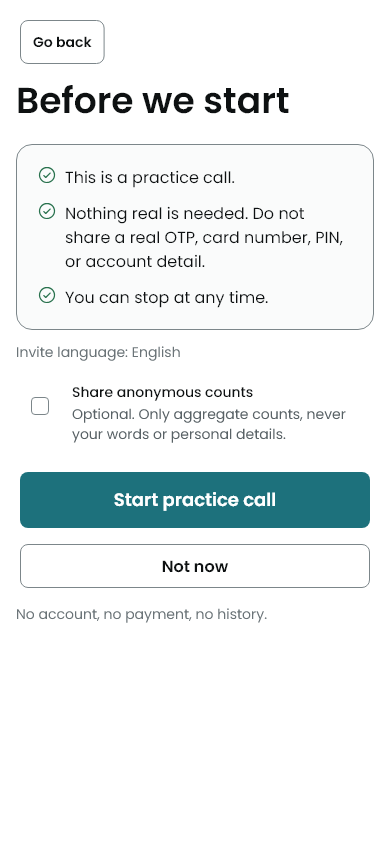 Go back
Before we start
This is a practice call.
Nothing real is needed. Do not
share a real OTP, card number, PIN,
or account detail.
You can stop at any time.
Invite language: English
Share anonymous counts
Optional. Only aggregate counts, never
your words or personal details.
Start practice call
Not now
No account, no payment, no history.